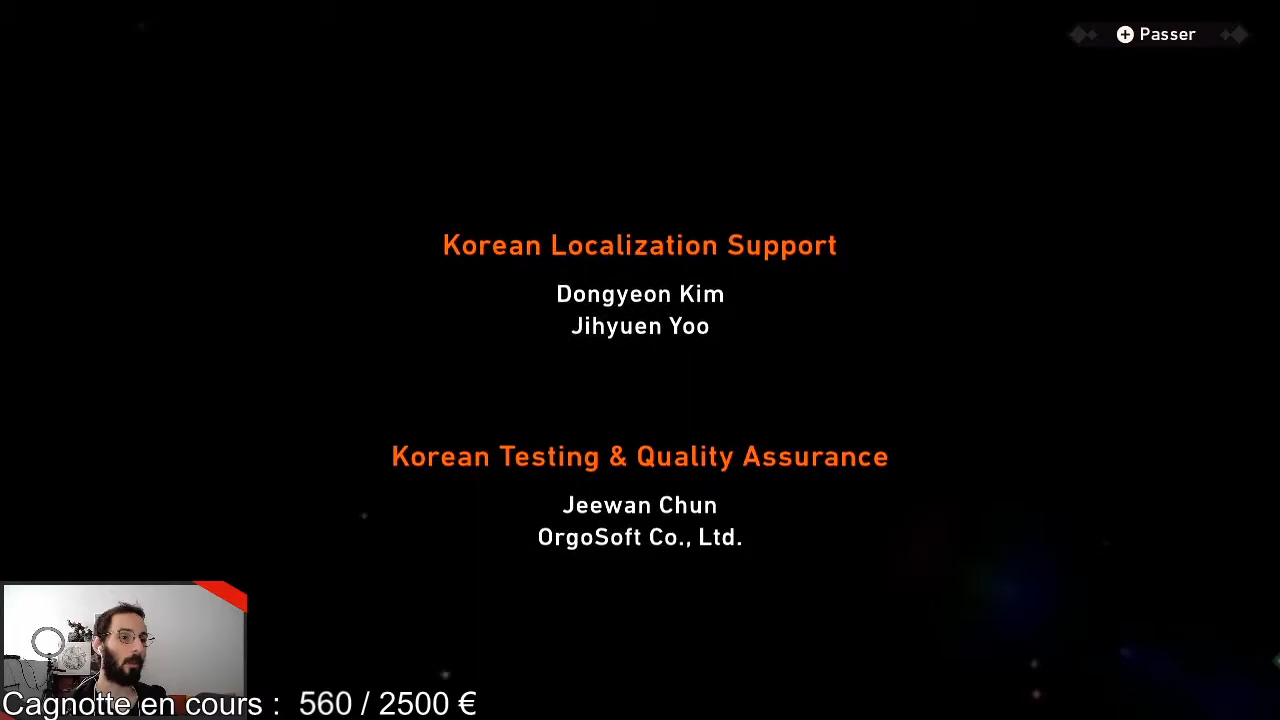 Passer
Korean Localization Support
Dongyeon Kim
Jihyuen Yoo
Korean Testing & Quality Assurance
Jeewan Chun
OrgoSoft Co., Ltd.
Cagnotte en cours : 560 / 2500 €